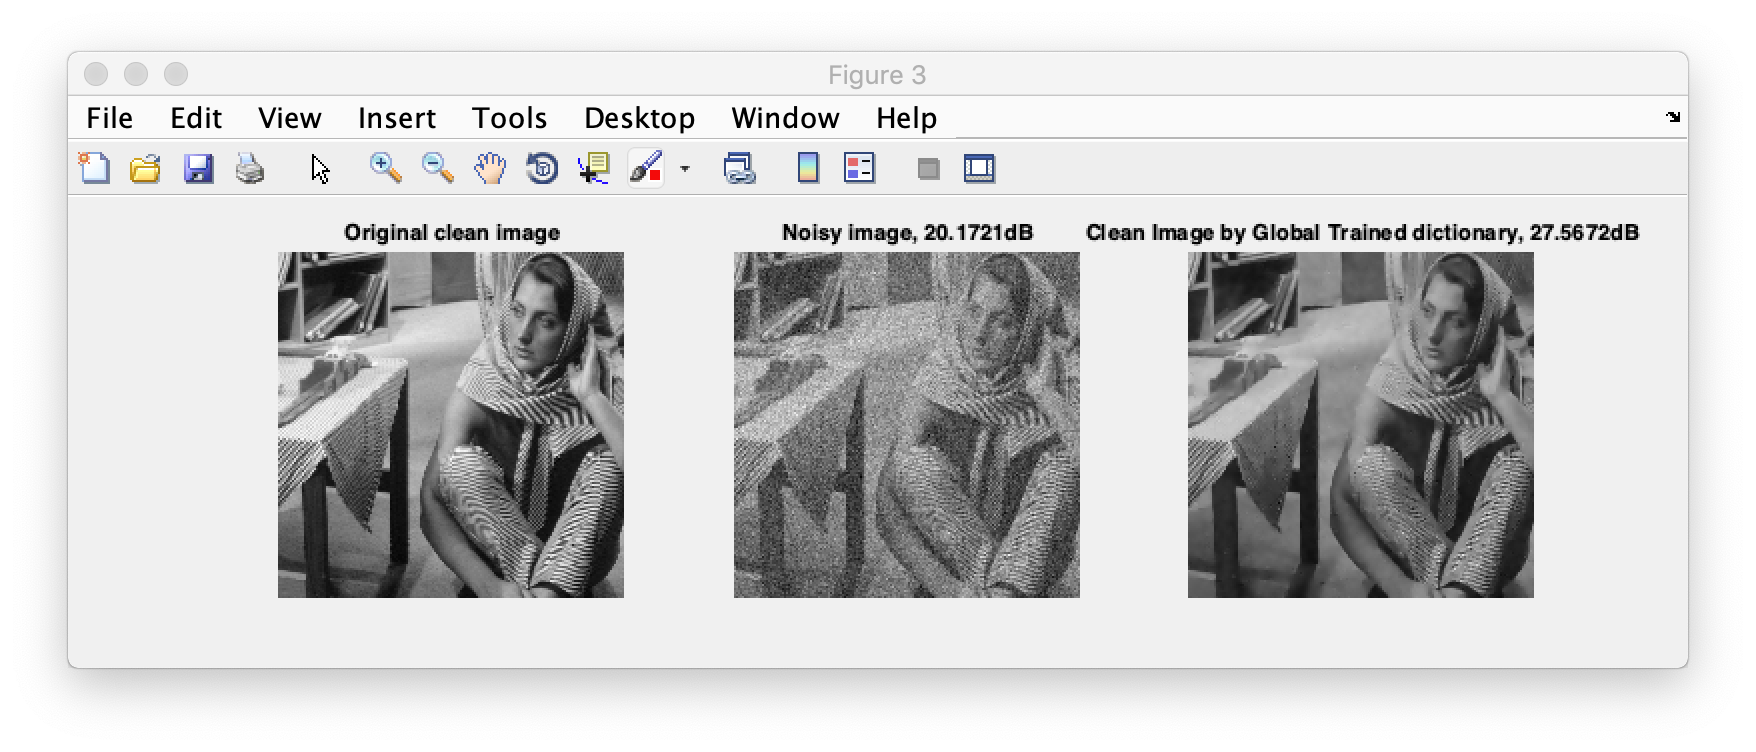 Figure 3
File Edit View Insert Tools Desktop Window Help
Original clean image
Noisy image, 20.1721dB
Clean Image by Global Trained dictionary, 27.5672dB